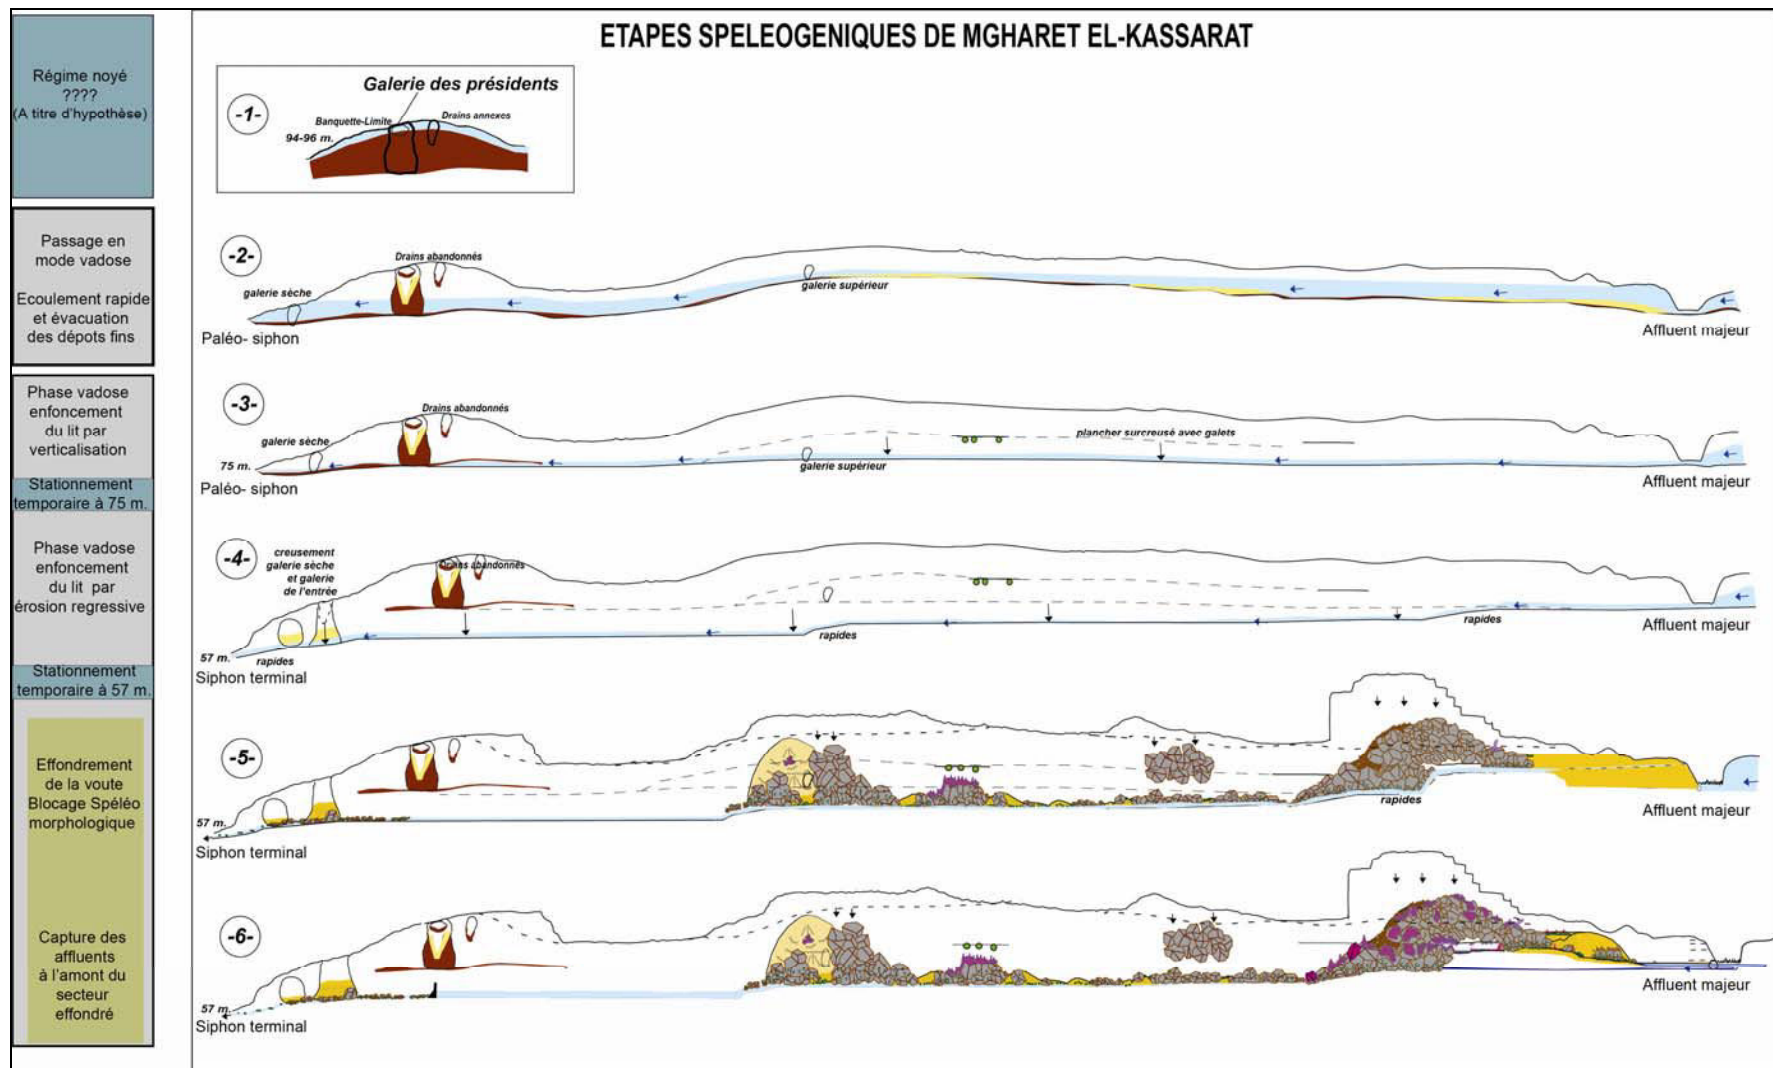 ETAPES SPELEOGENIQUES DE MGHARET EL-KASSARAT
Régime noyé
????
(A titre d'hypothèse)
-1-
Galerie des présidents
Banquette-Limite
Drains annexes
94-96 m.
Passage en
mode vadose
Ecoulement rapide
et évacuation
des dépots fins
-2-
Drains abandonnés
galerie sèche
galerie supérieur
Paléo- siphon
Affluent majeur
Phase vadose
enfoncement
du lit par
verticalisation
Stationnement
temporaire à 75 m.
-3-
Drains abandonnés
galerie sèche
plancher surcreusé avec galets
75 m.
galerie supérieur
Paléo- siphon
Affluent majeur
Phase vadose
enfoncement
du lit par
érosion regressive
Stationnement
temporaire à 57 m.
-4-
creusement
galerie sèche
et galerie
de l'entrée
Drains abandonnés
rapides
rapides
57 m.
rapides
Siphon terminal
Affluent majeur
Effondrement
de la voute
Blocage Spéléo
morphologique
-5-
57 m.
rapides
Siphon terminal
Affluent majeur
Capture des
affluents
à l'amont du
secteur
effondré
-6-
57 m.
Siphon terminal
Affluent majeur